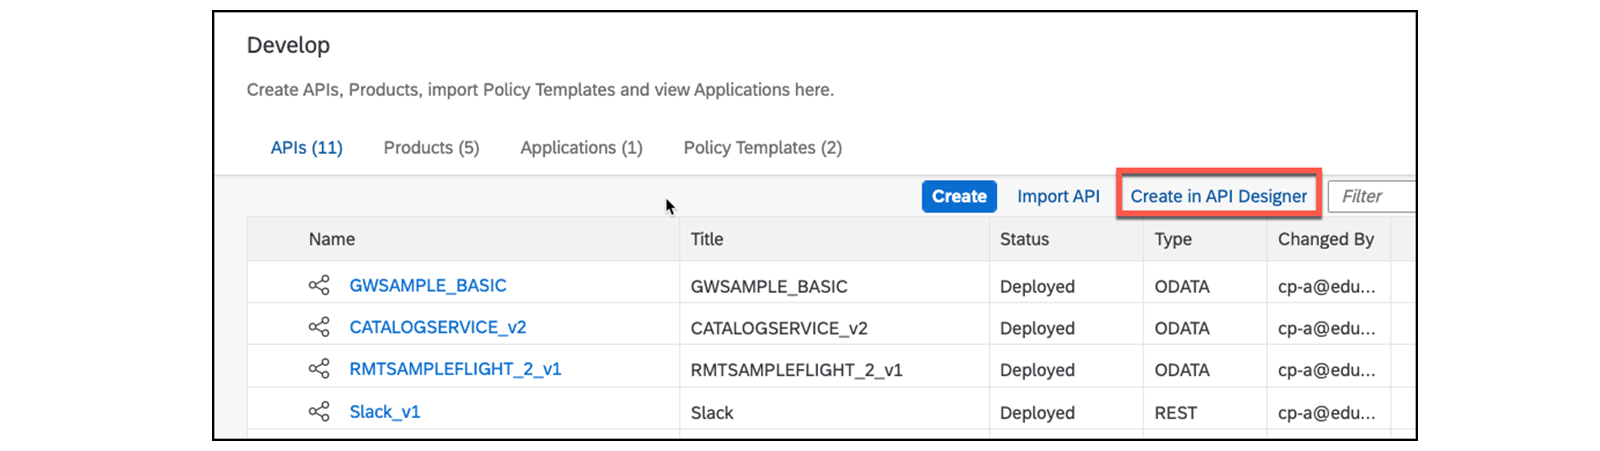 Develop
Create APIs, Products, import Policy Templates and view Applications here.
APIs (11) Products (5) Applications (1) Policy Templates (2)
Create Import API Create in API Designer Filter
Name Title Status Type Changed By
GWSAMPLE_BASIC GWSAMPLE_BASIC Deployed ODATA cp-a@edu...
CATALOGSERVICE_v2 CATALOGSERVICE_v2 Deployed ODATA cp-a@edu...
RMTSAMPLEFLIGHT_2_v1 RMTSAMPLEFLIGHT_2_v1 Deployed ODATA cp-a@edu...
Slack_v1 Slack Deployed REST cp-a@edu...